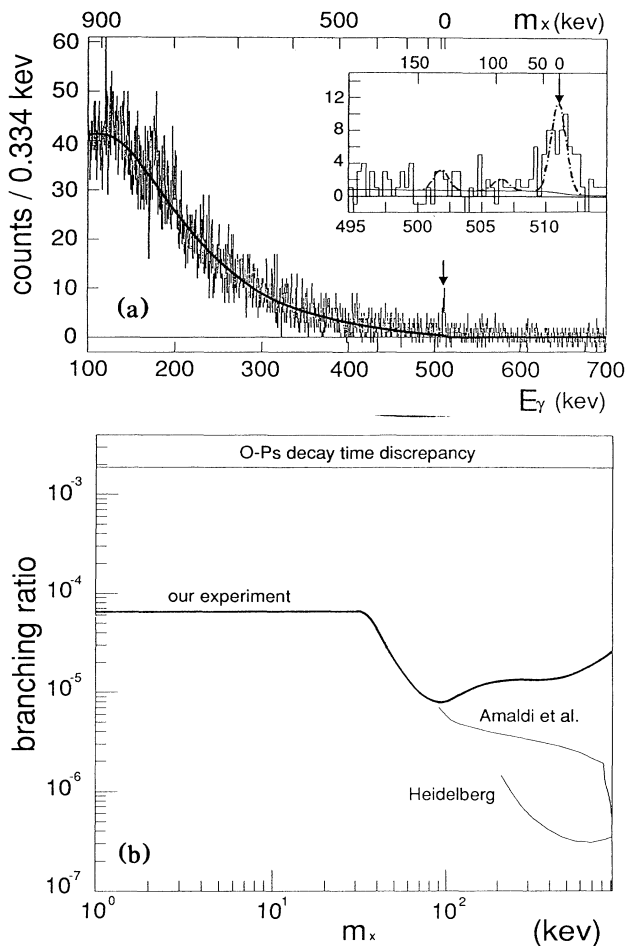 900 500 0 mx (kev)
60
50
40
30
20
10
0
counts / 0.334 kev
(a)
150 100 50 0
12
8
4
0
495 500 505 510
100 200 300 400 500 600 700
Eγ (kev)
O-Ps decay time discrepancy
10-3
our experiment
10-4
branching ratio
10-5
Amaldi et al.
10-6
Heidelberg
(b)
10-7
10⁰ 10¹ 10²
mx (kev)